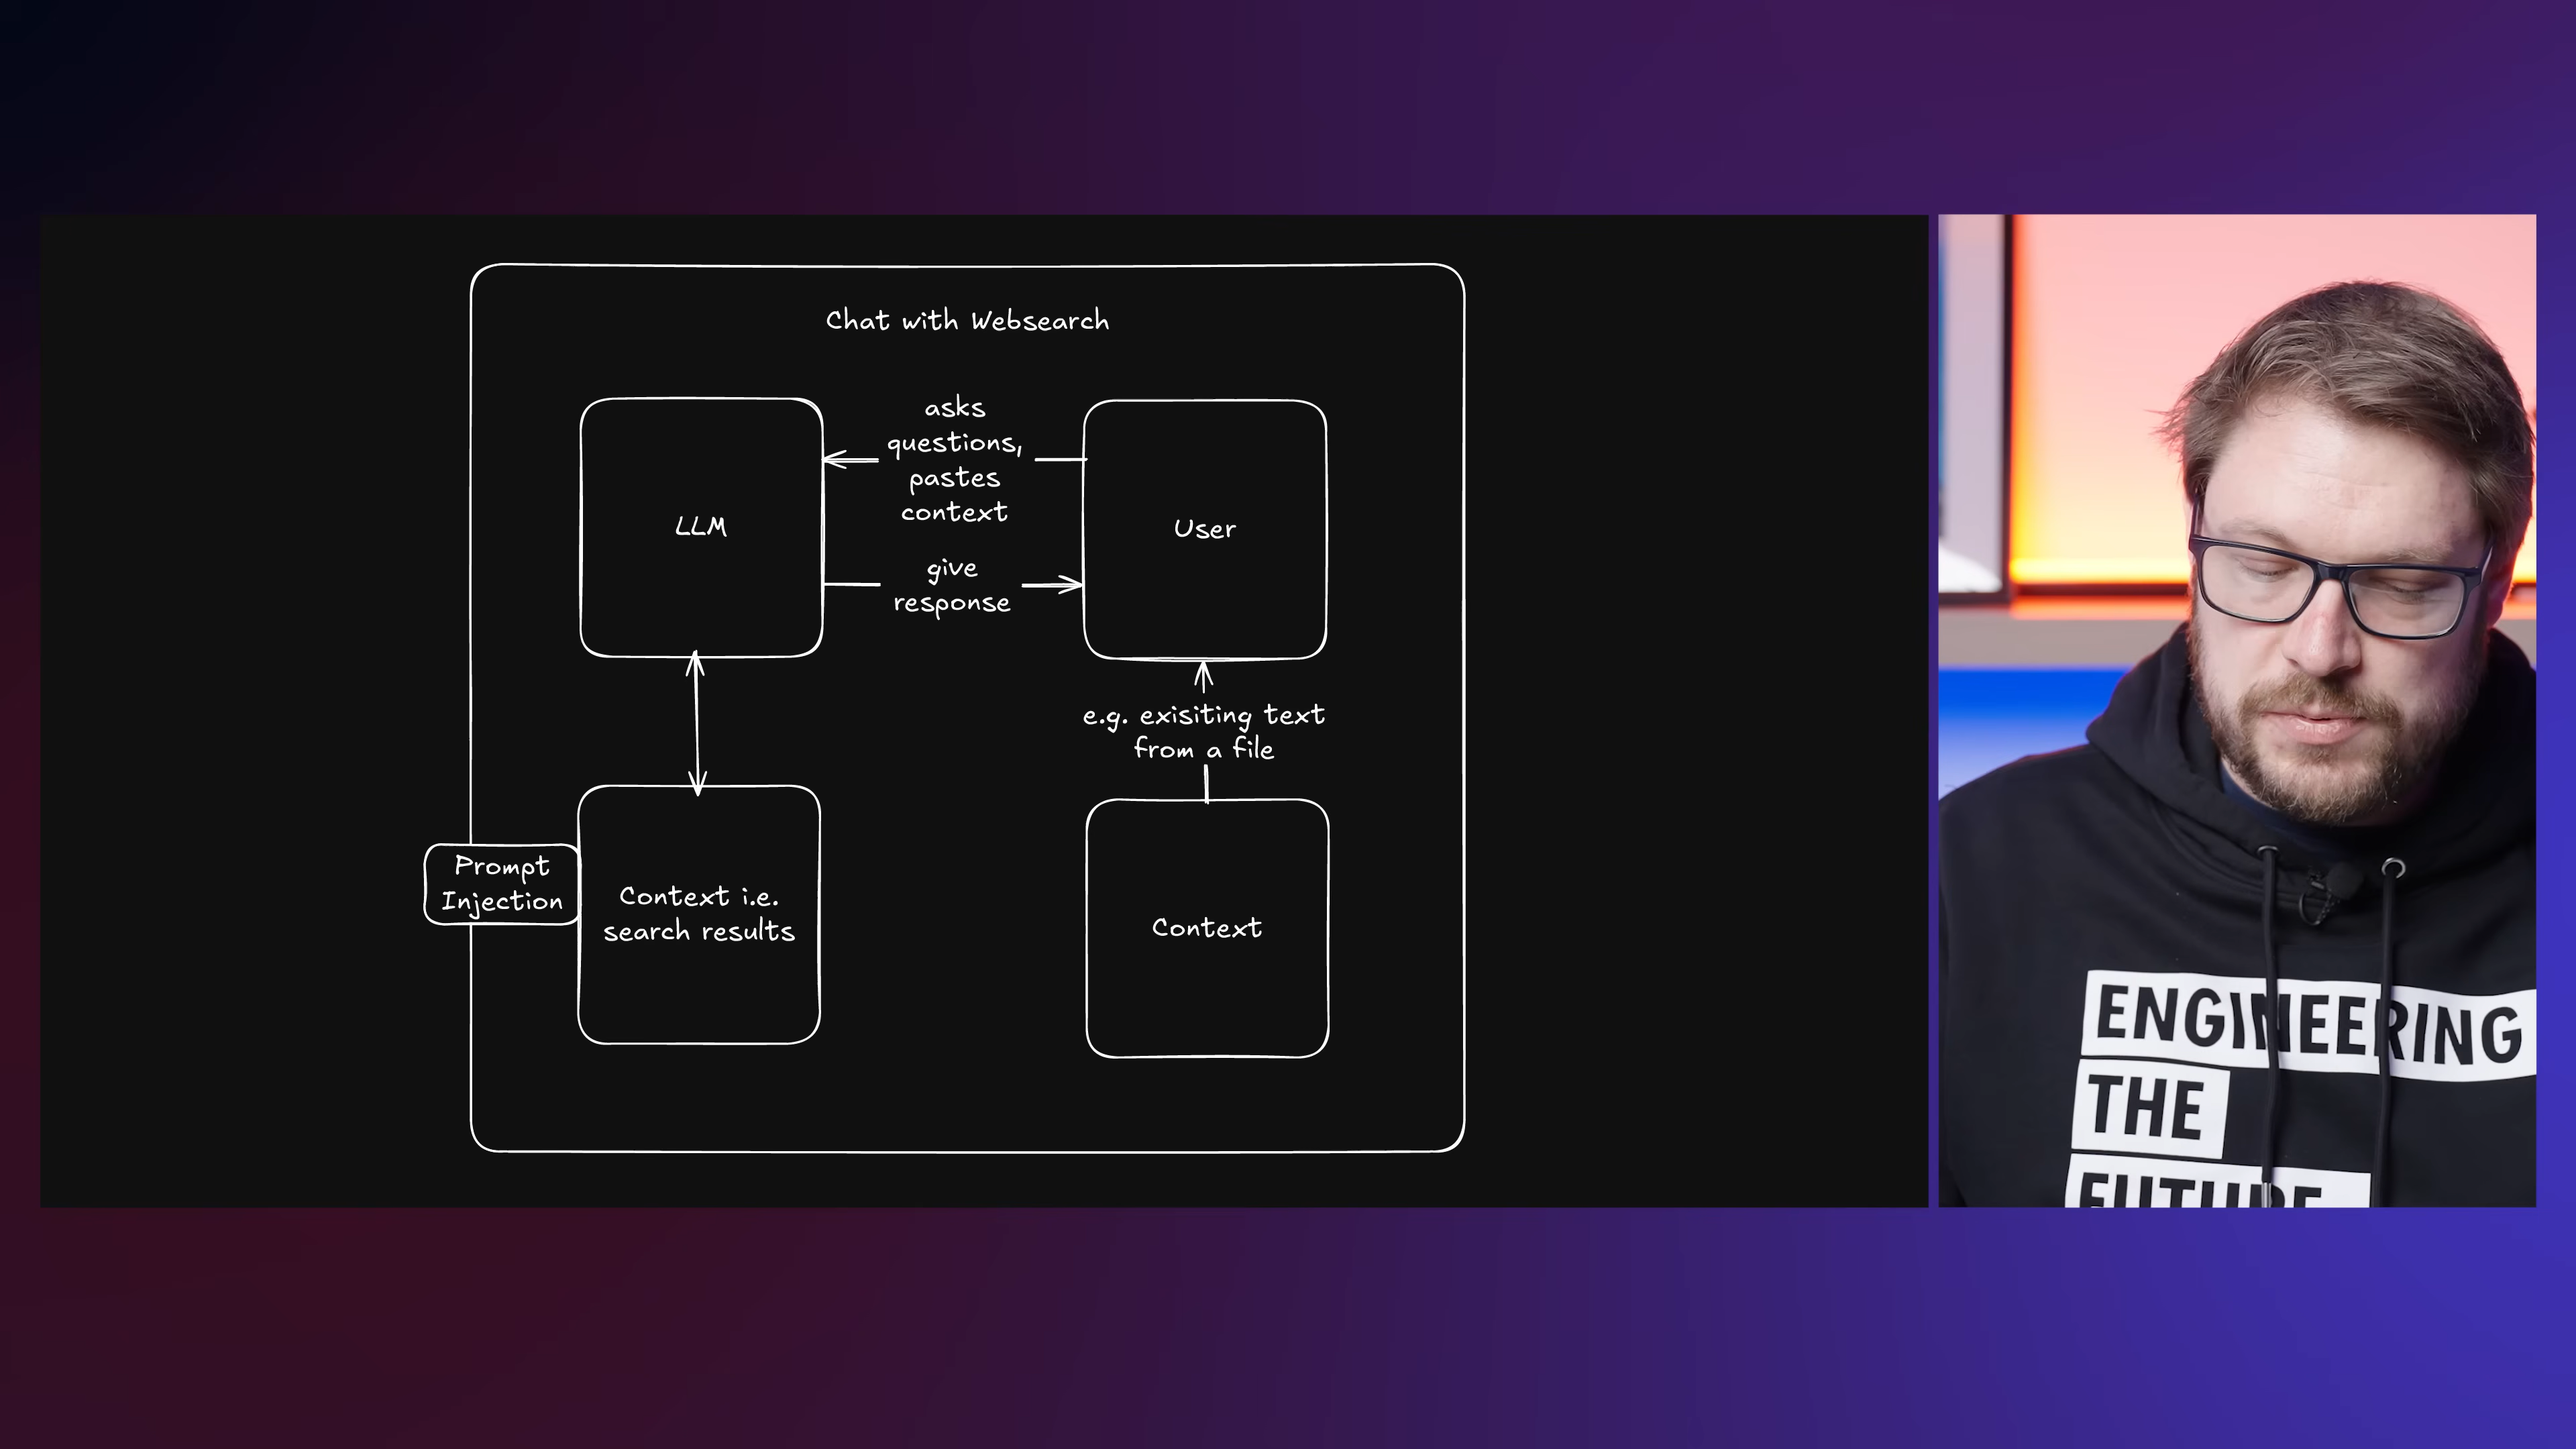 Chat with Websearch
asks
questions,
pastes
context
LLM
User
give
response
e.g. exisiting text
from a file
Prompt
Injection
Context i.e.
search results
Context
ENGINEERING
THE
FUTURE